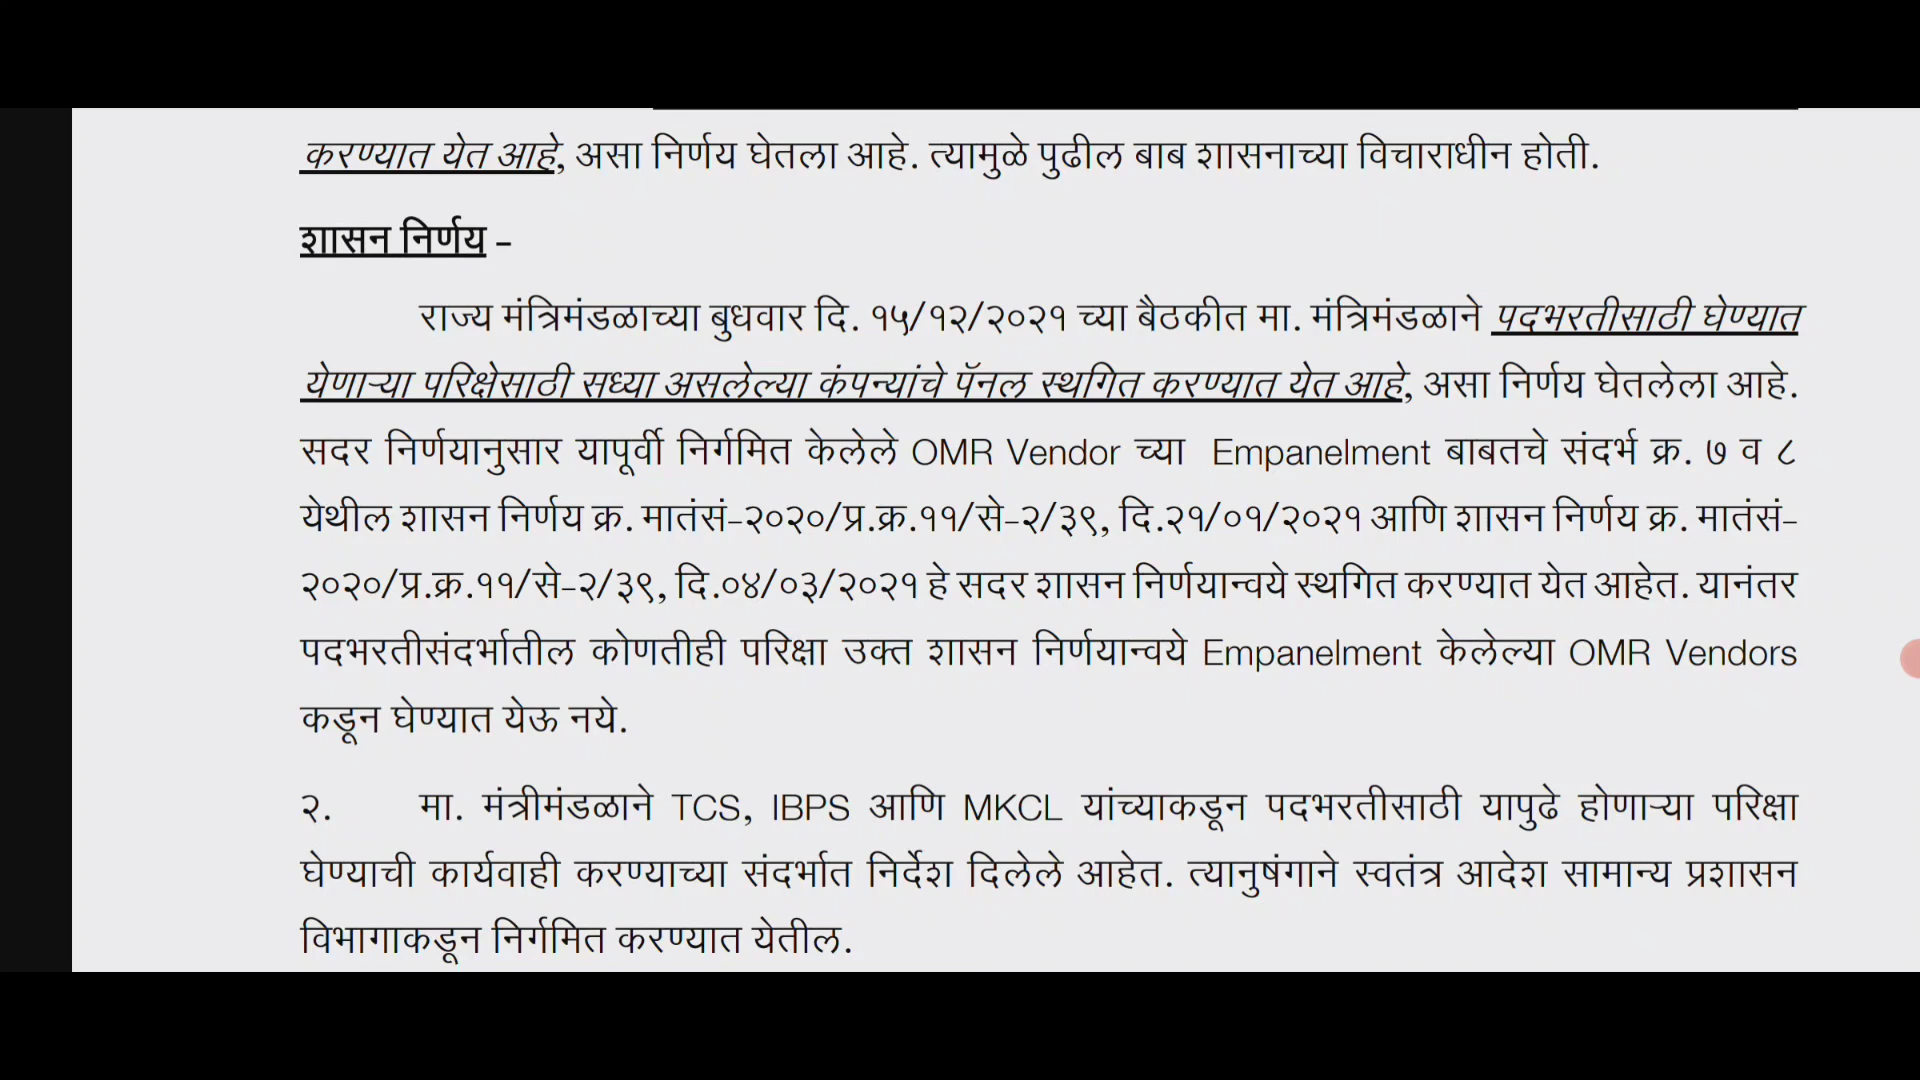 करण्यात येत आहे, असा निर्णय घेतला आहे. त्यामुळे पुढील बाब शासनाच्या विचाराधीन होती.
शासन निर्णय –
राज्य मंत्रिमंडळाच्या बुधवार दि. १५/१२/२०२१ च्या बैठकीत मा. मंत्रिमंडळाने पदभरतीसाठी घेण्यात
येणाऱ्या परिक्षेसाठी सध्या असलेल्या कंपन्यांचे पॅनल स्थगित करण्यात येत आहे, असा निर्णय घेतलेला आहे.
सदर निर्णयानुसार यापूर्वी निर्गमित केलेले OMR Vendor च्या Empanelment बाबतचे संदर्भ क्र. ७ व ८
येथील शासन निर्णय क्र. मातंसं-२०२०/प्र.क्र.११/से-२/३९, दि.२१/०१/२०२१ आणि शासन निर्णय क्र. मातंसं-
२०२०/प्र.क्र.११/से-२/३९, दि.०४/०३/२०२१ हे सदर शासन निर्णयान्वये स्थगित करण्यात येत आहेत. यानंतर
पदभरतीसंदर्भातील कोणतीही परिक्षा उक्त शासन निर्णयान्वये Empanelment केलेल्या OMR Vendors
कडून घेण्यात येऊ नये.
२. मा. मंत्रीमंडळाने TCS, IBPS आणि MKCL यांच्याकडून पदभरतीसाठी यापुढे होणाऱ्या परिक्षा
घेण्याची कार्यवाही करण्याच्या संदर्भात निर्देश दिलेले आहेत. त्यानुषंगाने स्वतंत्र आदेश सामान्य प्रशासन
विभागाकडून निर्गमित करण्यात येतील.